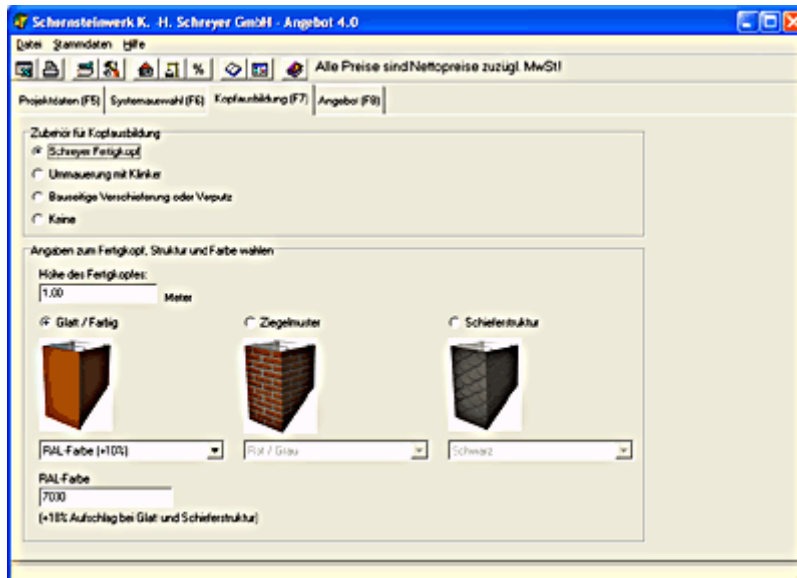 Schornsteinwerk K. -H. Schreyer GmbH - Angebot 4.0
Datei Stammdaten Hilfe
% Alle Preise sind Nettopreise zuzügl. MwSt!
Projektdaten (F5) Systemauswahl (F6) Kopfausbildung (F7) Angebot (F8)
Zubehör für Kopfausbildung
Schreyer Fertigkopf
Ummauerung mit Klinker
Bauseitige Verschieferung oder Verputz
Keine
Angaben zum Fertigkopf, Struktur und Farbe wählen
Höhe des Fertigkopfes:
1,00 Meter
Glatt / Farbig Ziegelmuster Schieferstruktur
RAL-Farbe (+10%) Rot / Grau Schwarz
RAL-Farbe
7030
(+10% Aufschlag bei Glatt und Schieferstruktur)